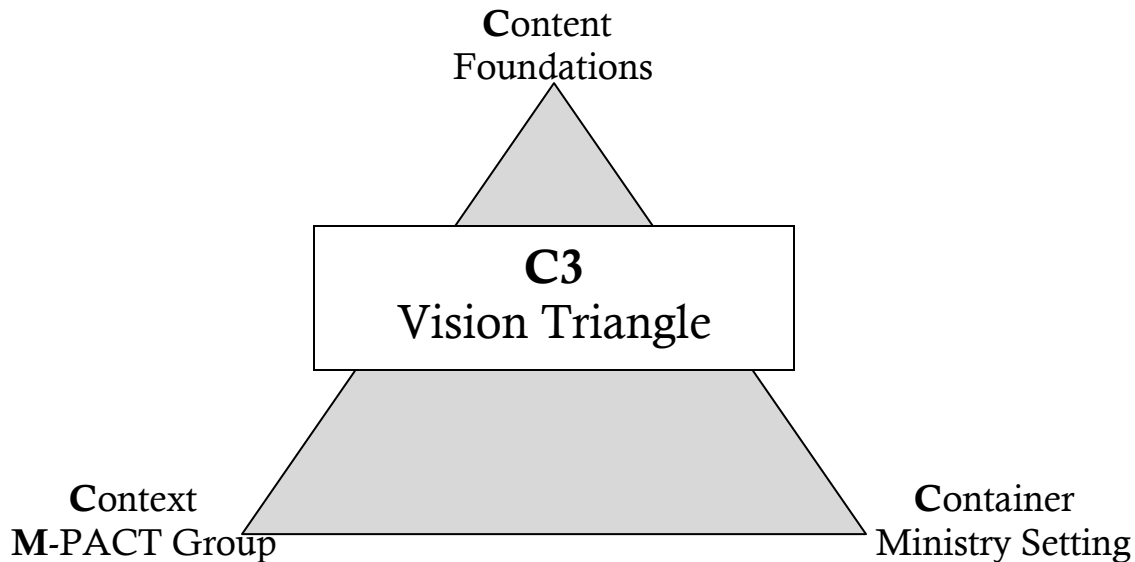 Content
Foundations
C3
Vision Triangle
Context
M-PACT Group
Container
Ministry Setting